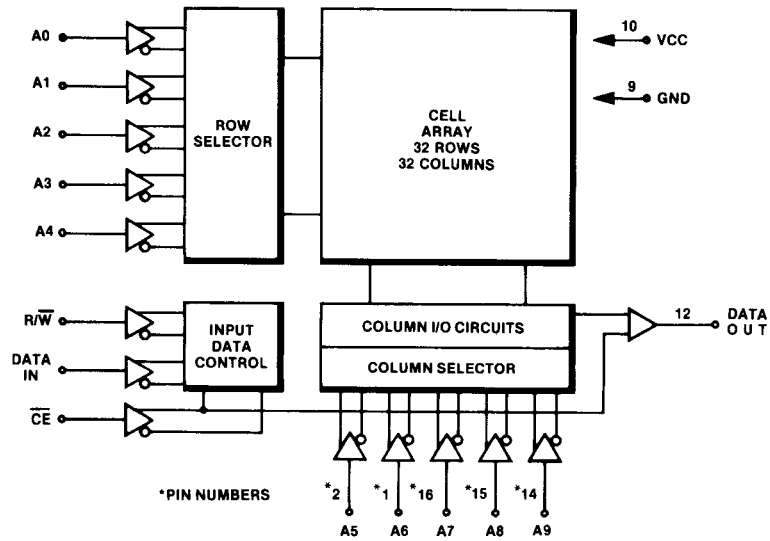 A0
A1
A2
A3
A4
ROW
SELECTOR
CELL
ARRAY
32 ROWS
32 COLUMNS
10
VCC
9
GND
R/W̅
DATA
IN
C̅E̅
INPUT
DATA
CONTROL
COLUMN I/O CIRCUITS
COLUMN SELECTOR
12
DATA
OUT
*PIN NUMBERS
*2
*1
*16
*15
*14
A5
A6
A7
A8
A9